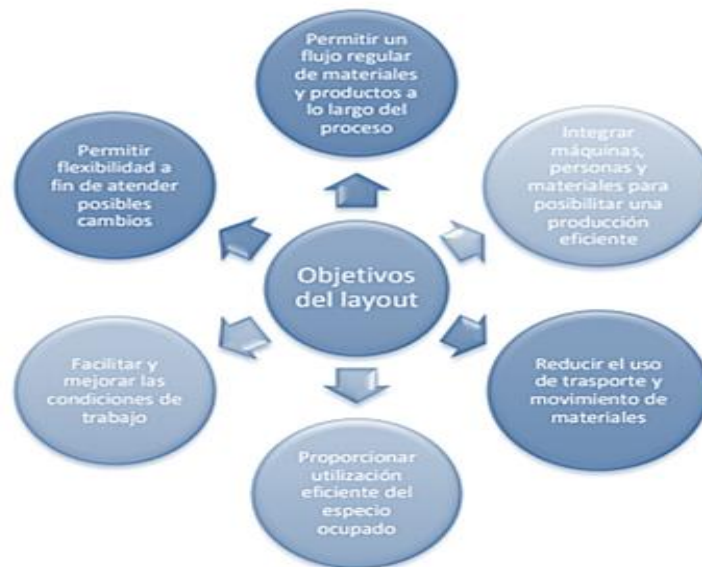 Permitir un
flujo regular
de materiales
y productos a
lo largo del
proceso
Integrar
máquinas,
personas y
materiales para
posibilitar una
producción
eficiente
Reducir el uso
de trasporte y
movimiento de
materiales
Proporcionar
utilización
eficiente del
especio
ocupado
Facilitar y
mejorar las
condiciones de
trabajo
Permitir
flexibilidad a
fin de atender
posibles
cambios
Objetivos
del layout